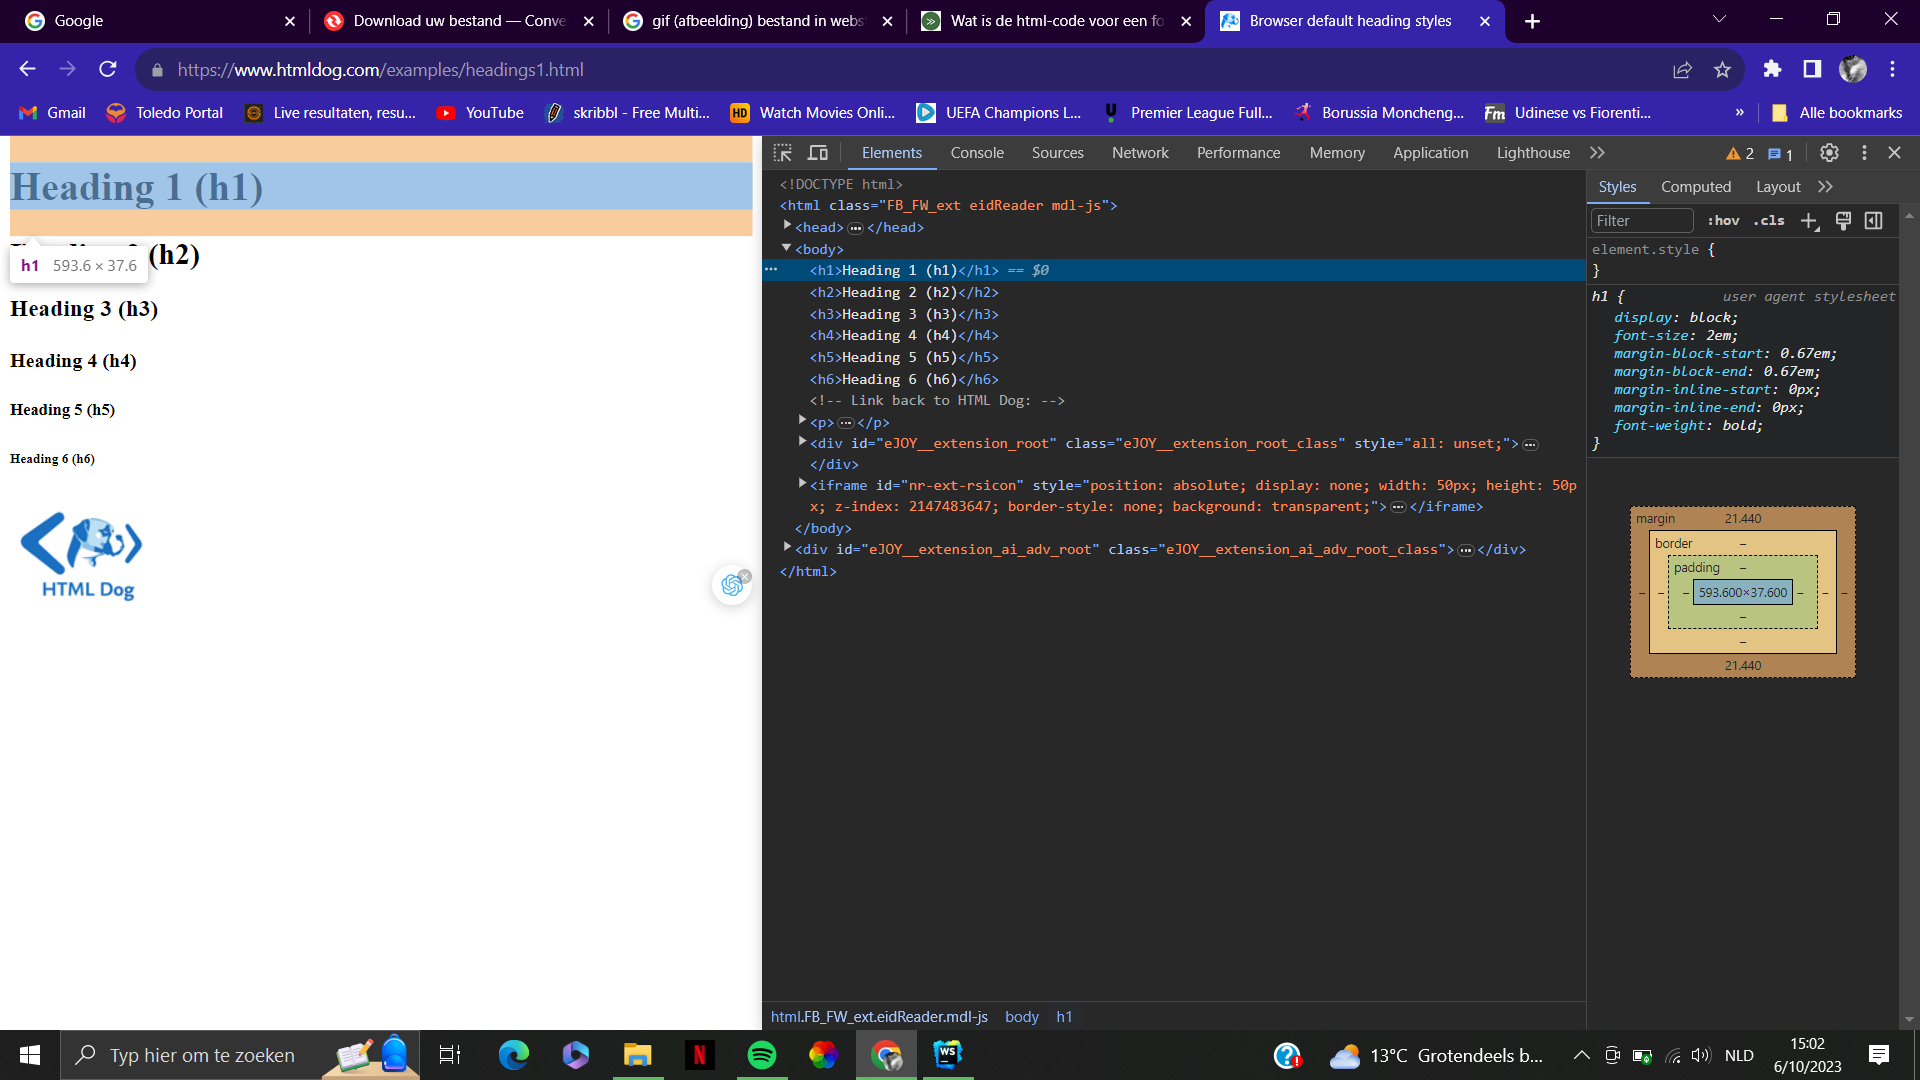 Google
Download uw bestand — Conve
gif (afbeelding) bestand in webs
Wat is de html-code voor een fo
Browser default heading styles
https://www.htmldog.com/examples/headings1.html
Gmail
Toledo Portal
Live resultaten, resu...
YouTube
skribbl - Free Multi...
HD
Watch Movies Onli...
UEFA Champions L...
Premier League Full...
Borussia Moncheng...
Fm
Udinese vs Fiorenti...
»
Alle bookmarks
Heading 1 (h1)
(h2)
h1 593.6 × 37.6
Heading 3 (h3)
Heading 4 (h4)
Heading 5 (h5)
Heading 6 (h6)
HTML Dog
Elements
Console
Sources
Network
Performance
Memory
Application
Lighthouse
2
1
<!DOCTYPE html>
<html class="FB_FW_ext eidReader mdl-js">
<head> ••• </head>
<body>
••• <h1>Heading 1 (h1)</h1> == $0
<h2>Heading 2 (h2)</h2>
<h3>Heading 3 (h3)</h3>
<h4>Heading 4 (h4)</h4>
<h5>Heading 5 (h5)</h5>
<h6>Heading 6 (h6)</h6>
<!-- Link back to HTML Dog: -->
<p> ••• </p>
<div id="eJOY__extension_root" class="eJOY__extension_root_class" style="all: unset;"> •••
</div>
<iframe id="nr-ext-rsicon" style="position: absolute; display: none; width: 50px; height: 50p
x; z-index: 2147483647; border-style: none; background: transparent;"> ••• </iframe>
</body>
<div id="eJOY__extension_ai_adv_root" class="eJOY__extension_ai_adv_root_class"> ••• </div>
</html>
html.FB_FW_ext.eidReader.mdl-js
body
h1
Styles
Computed
Layout
Filter
:hov
.cls
element.style {
}
h1 { user agent stylesheet
display: block;
font-size: 2em;
margin-block-start: 0.67em;
margin-block-end: 0.67em;
margin-inline-start: 0px;
margin-inline-end: 0px;
font-weight: bold;
}
margin 21.440
border –
padding –
– – – 593.600×37.600 – – –
–
–
21.440
Typ hier om te zoeken
N
WS
13°C Grotendeels b...
NLD
15:02
6/10/2023